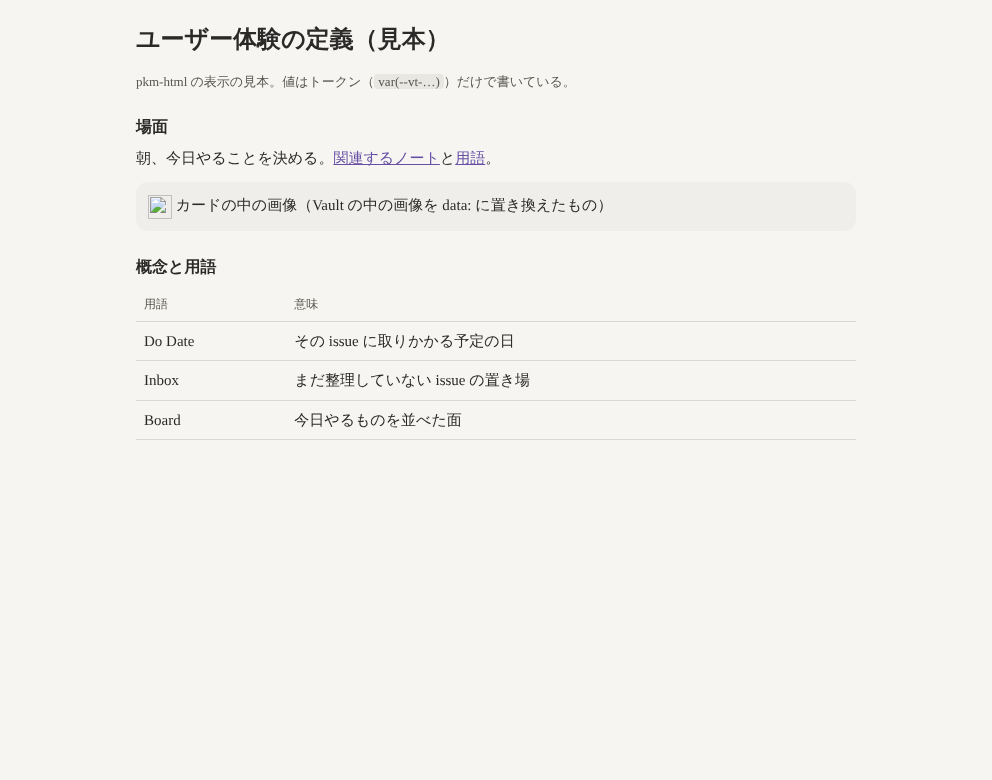 ユーザー体験の定義（見本）
pkm-html の表示の見本。値はトークン（var(--vt-…)）だけで書いている。
場面
朝、今日やることを決める。関連するノートと用語。
カードの中の画像（Vault の中の画像を data: に置き換えたもの）
概念と用語
用語 意味
Do Date その issue に取りかかる予定の日
Inbox まだ整理していない issue の置き場
Board 今日やるものを並べた面